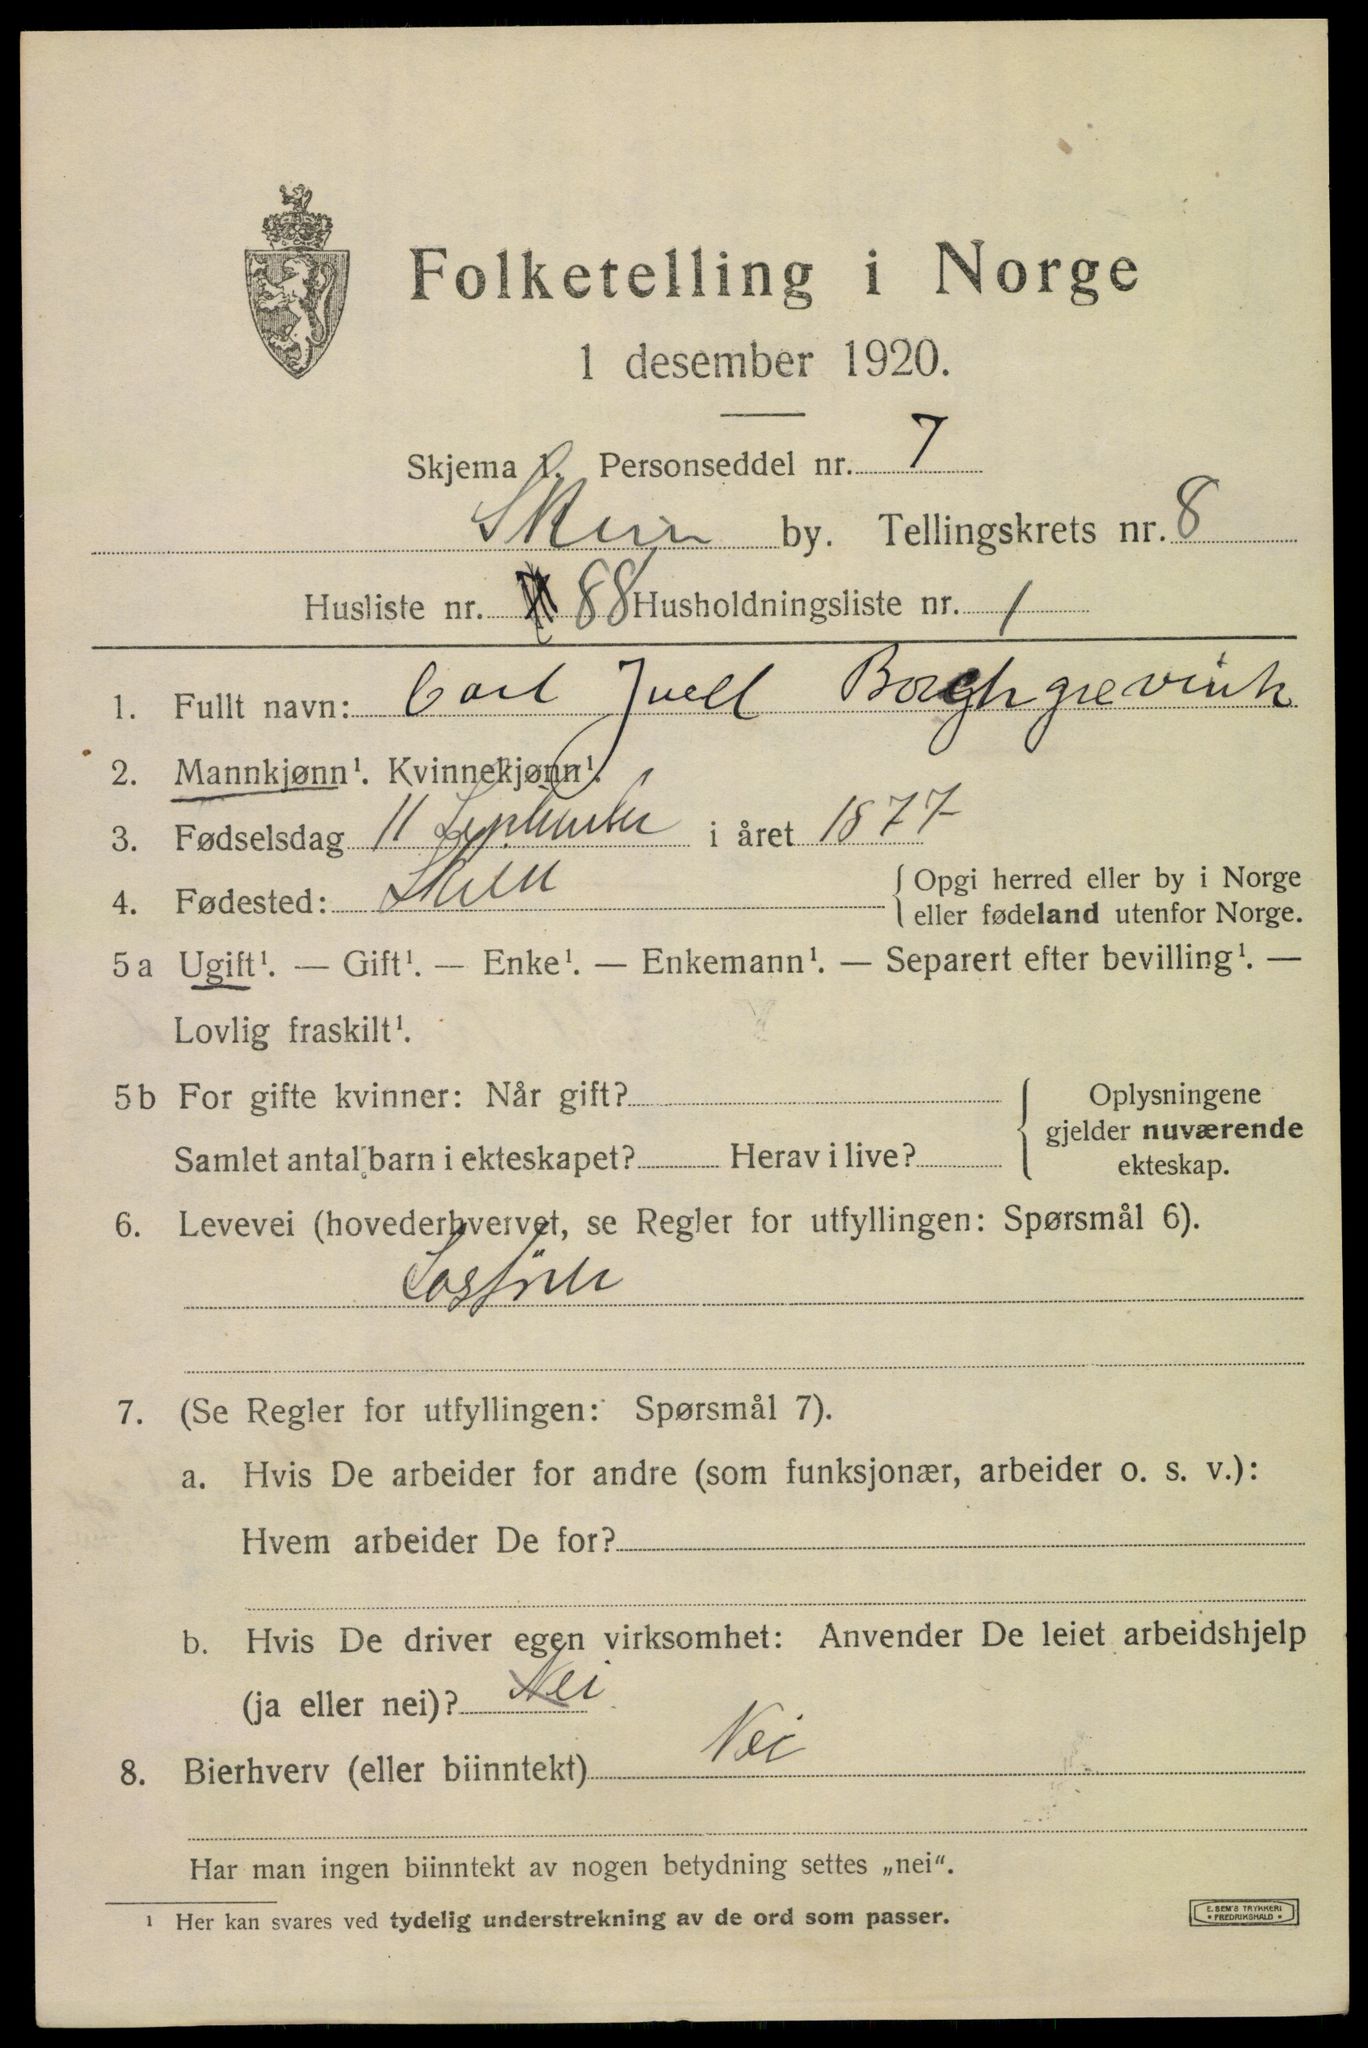 Folketelling i Norge
1 desember 1920.
Skjema 1. Personseddel nr. 7
Skien by. Tellingskrets nr. 8
Husliste nr. 88 Husholdningsliste nr. 1
1. Fullt navn: Carl Juell Borchgrevink
2. Mannkjønn¹. Kvinnekjønn¹.
3. Fødselsdag 11 September i året 1877
4. Fødested: Skien { Opgi herred eller by i Norge
eller fødeland utenfor Norge.
5 a Ugift¹. — Gift¹. — Enke¹. — Enkemann¹. — Separert efter bevilling¹. —
Lovlig fraskilt¹.
5 b For gifte kvinner: Når gift?
Samlet antal barn i ekteskapet? Herav i live?
{ Oplysningene
gjelder nuværende
ekteskap.
6. Levevei (hovederhvervet, se Regler for utfyllingen: Spørsmål 6).
7. (Se Regler for utfyllingen: Spørsmål 7).
a. Hvis De arbeider for andre (som funksjonær, arbeider o. s. v.):
Hvem arbeider De for?
b. Hvis De driver egen virksomhet: Anvender De leiet arbeidshjelp
(ja eller nei)? Nei
8. Bierhverv (eller biinntekt) Nei
Har man ingen biinntekt av nogen betydning settes „nei“.
¹ Her kan svares ved tydelig understrekning av de ord som passer.
E. SEM'S TRYKKERI
• FREDRIKSHALD •